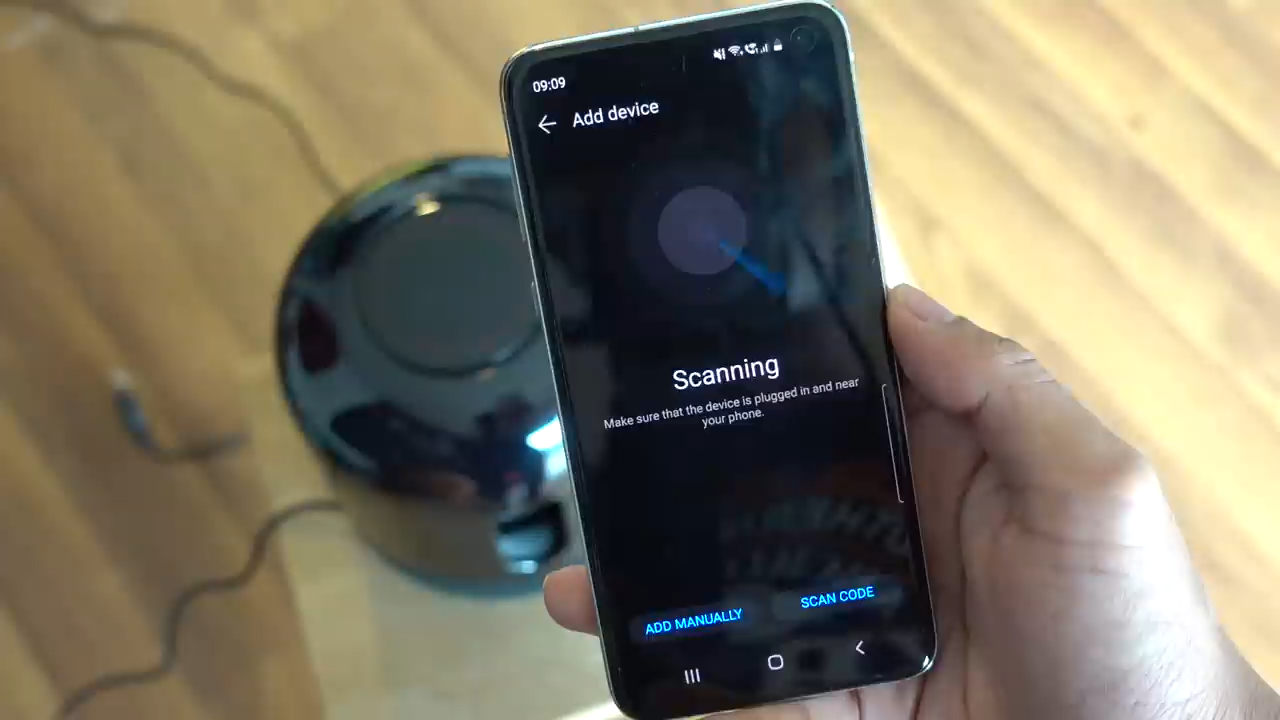 09:09
Add device
Scanning
Make sure that the device is plugged in and near
your phone.
ADD MANUALLY
SCAN CODE